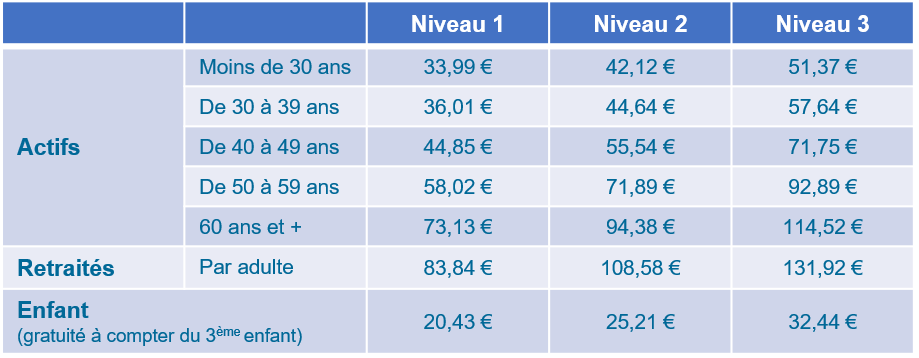 Niveau 1 Niveau 2 Niveau 3
Actifs
Moins de 30 ans 33,99 € 42,12 € 51,37 €
De 30 à 39 ans 36,01 € 44,64 € 57,64 €
De 40 à 49 ans 44,85 € 55,54 € 71,75 €
De 50 à 59 ans 58,02 € 71,89 € 92,89 €
60 ans et + 73,13 € 94,38 € 114,52 €
Retraités Par adulte 83,84 € 108,58 € 131,92 €
Enfant
(gratuité à compter du 3ème enfant) 20,43 € 25,21 € 32,44 €